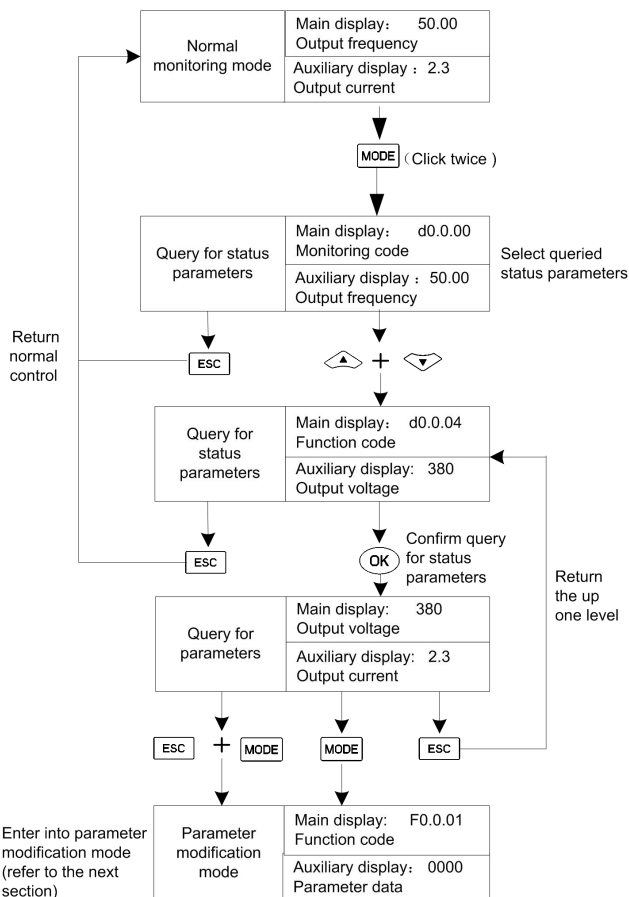 Normal
monitoring mode
Main display: 50.00
Output frequency
Auxiliary display : 2.3
Output current
MODE (Click twice )
Query for status
parameters
Main display: d0.0.00
Monitoring code
Auxiliary display : 50.00
Output frequency
Select queried
status parameters
Return
normal
control
ESC
+
Query for
status
parameters
Main display: d0.0.04
Function code
Auxiliary display: 380
Output voltage
ESC
OK
Confirm query
for status
parameters
Return
the up
one level
Query for
parameters
Main display: 380
Output voltage
Auxiliary display: 2.3
Output current
ESC + MODE
MODE
ESC
Enter into parameter
modification mode
(refer to the next
section)
Parameter
modification
mode
Main display: F0.0.01
Function code
Auxiliary display: 0000
Parameter data